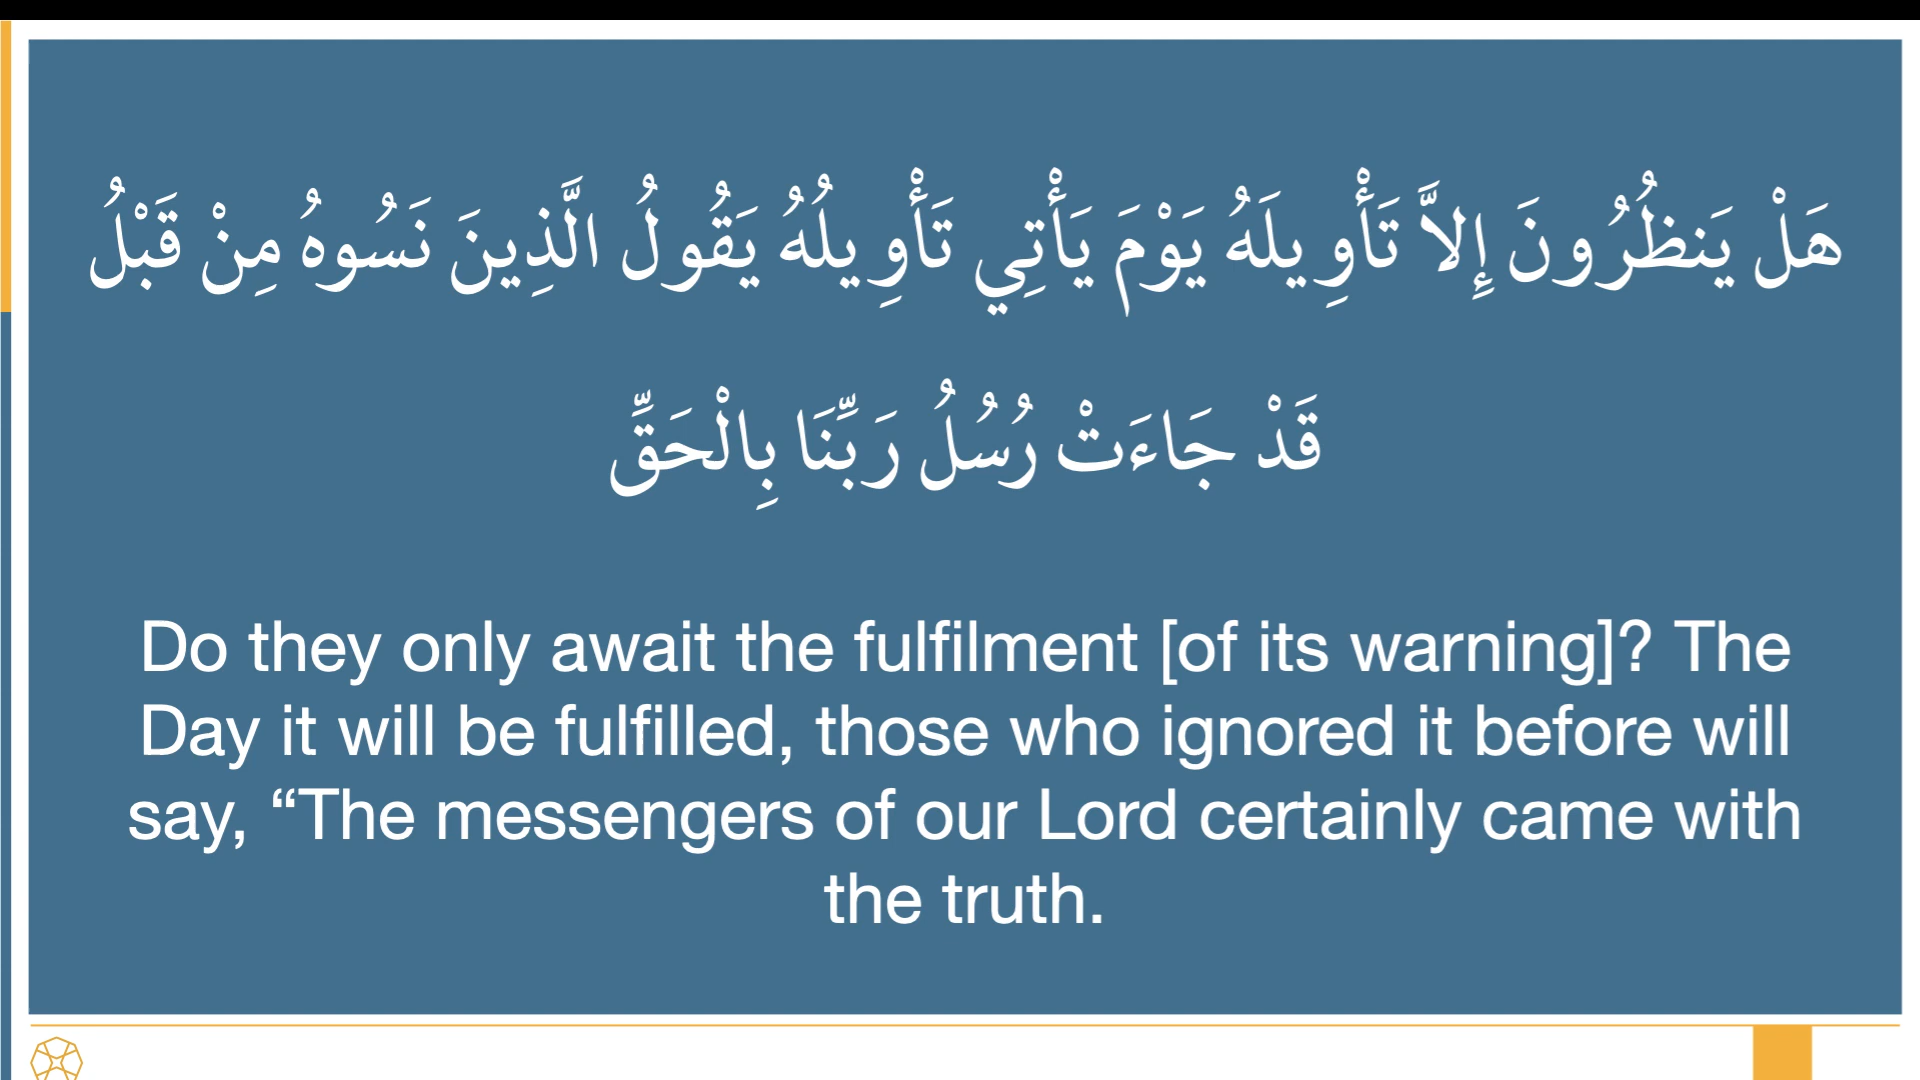 هَلْ يَنظُرُونَ إِلاَّ تَأْوِيلَهُ يَوْمَ يَأْتِي تَأْوِيلُهُ يَقُولُ الَّذِينَ نَسُوهُ مِنْ قَبْلُ
قَدْ جَاءَتْ رُسُلُ رَبِّنَا بِالْحَقِّ
Do they only await the fulfilment [of its warning]? The
Day it will be fulfilled, those who ignored it before will
say, “The messengers of our Lord certainly came with
the truth.